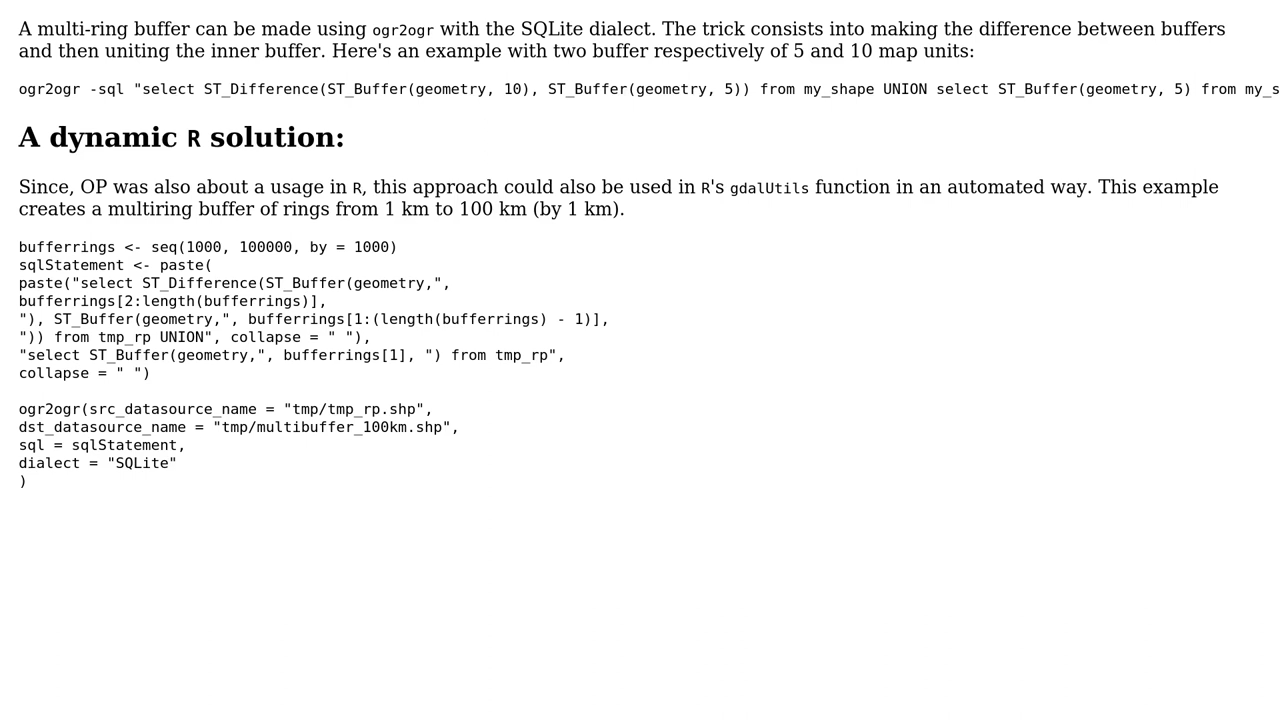 A multi-ring buffer can be made using ogr2ogr with the SQLite dialect. The trick consists into making the difference between buffers
and then uniting the inner buffer. Here's an example with two buffer respectively of 5 and 10 map units:
ogr2ogr -sql "select ST_Difference(ST_Buffer(geometry, 10), ST_Buffer(geometry, 5)) from my_shape UNION select ST_Buffer(geometry, 5) from my_s
A dynamic R solution:
Since, OP was also about a usage in R, this approach could also be used in R's gdalUtils function in an automated way. This example
creates a multiring buffer of rings from 1 km to 100 km (by 1 km).
bufferrings <- seq(1000, 100000, by = 1000)
sqlStatement <- paste(
paste("select ST_Difference(ST_Buffer(geometry,",
bufferrings[2:length(bufferrings)],
"), ST_Buffer(geometry,", bufferrings[1:(length(bufferrings) - 1)],
")) from tmp_rp UNION", collapse = " "),
"select ST_Buffer(geometry,", bufferrings[1], ") from tmp_rp",
collapse = " ")
ogr2ogr(src_datasource_name = "tmp/tmp_rp.shp",
dst_datasource_name = "tmp/multibuffer_100km.shp",
sql = sqlStatement,
dialect = "SQLite"
)